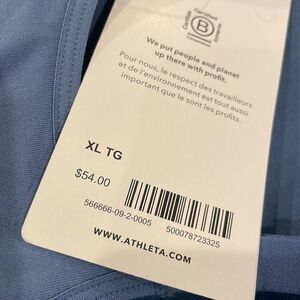 Certified
B
Certifiée
Entreprise
We put people and planet
up there with profit.
Pour nous, le respect des travailleurs
et de l'environnement est tout aussi
important que le sont les profits.
XL TG
$54.00
566666-09-2-0005 500078723325
WWW.ATHLETA.COM